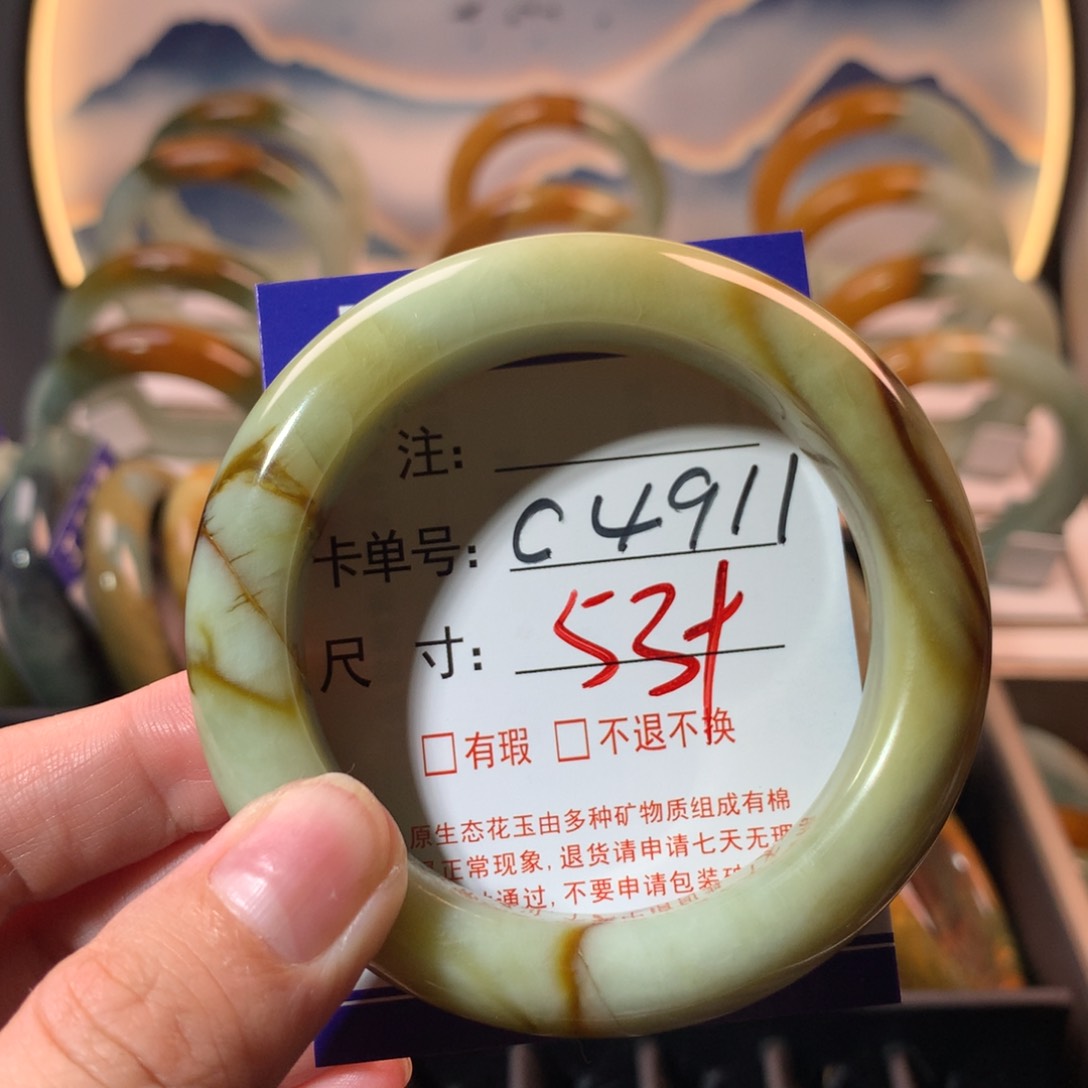 注:
卡单号: C4911
尺 寸: 53
□有瑕 □不退不换
原生态花玉由多种矿物质组成有棉
正常现象,退货请申请七天无理
通过,不要申请包装